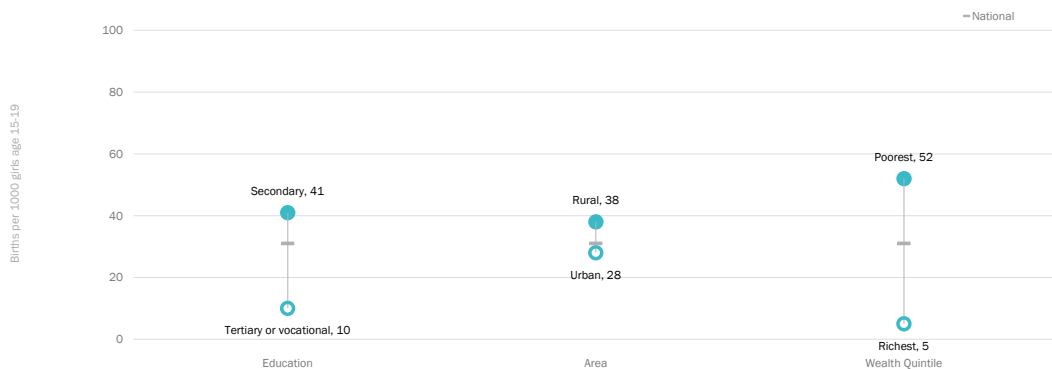 National
100
80
60
40
20
0
Births per 1000 girls age 15-19
Secondary, 41
Tertiary or vocational, 10
Rural, 38
Urban, 28
Poorest, 52
Richest, 5
Education
Area
Wealth Quintile